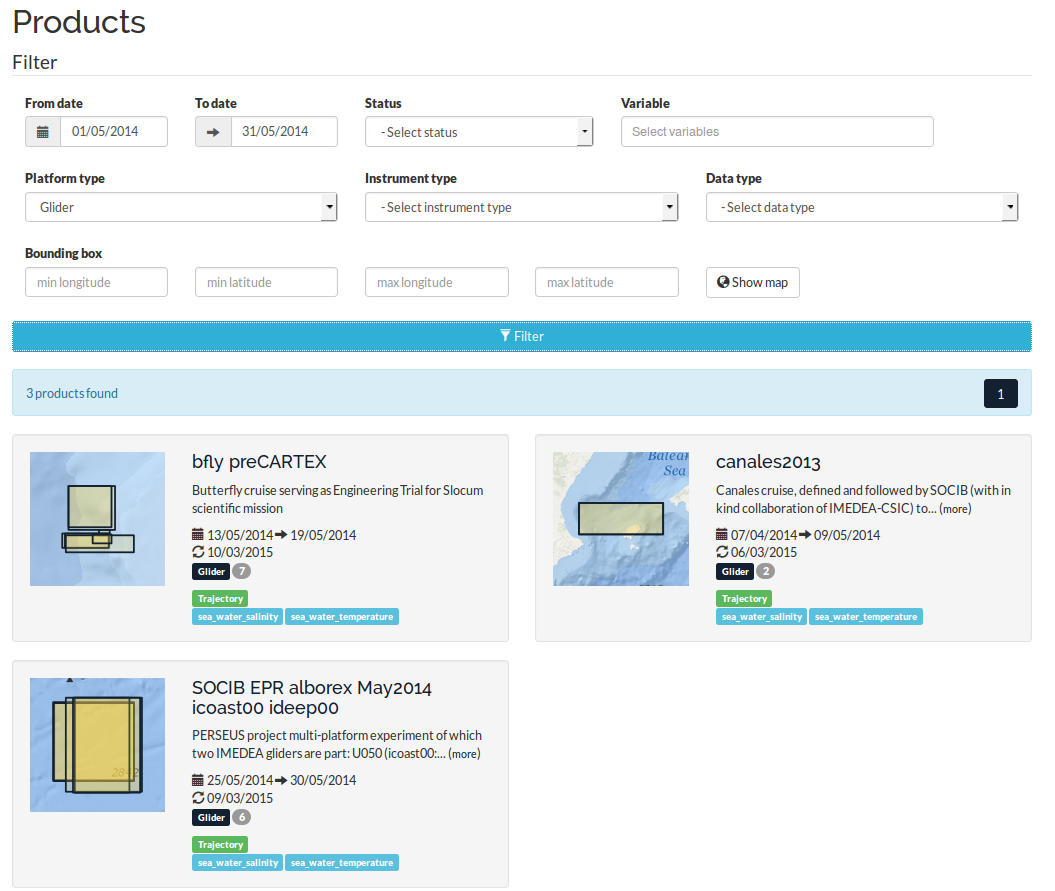 Products
Filter
From date To date Status Variable
01/05/2014 31/05/2014 - Select status Select variables
Platform type Instrument type Data type
Glider - Select instrument type - Select data type
Bounding box
min longitude min latitude max longitude max latitude Show map
Filter
3 products found 1
bfly preCARTEX
Butterfly cruise serving as Engineering Trial for Slocum
scientific mission
13/05/2014 19/05/2014
10/03/2015
Glider 7
Trajectory
sea_water_salinity sea_water_temperature
Balear
Sea
canales2013
Canales cruise, defined and followed by SOCIB (with in
kind collaboration of IMEDEA-CSIC) to... (more)
07/04/2014 09/05/2014
06/03/2015
Glider 2
Trajectory
sea_water_salinity sea_water_temperature
2842
SOCIB EPR alborex May2014
icoast00 ideep00
PERSEUS project multi-platform experiment of which
two IMEDEA gliders are part: U050 (icoast00:... (more)
25/05/2014 30/05/2014
09/03/2015
Glider 6
Trajectory
sea_water_salinity sea_water_temperature